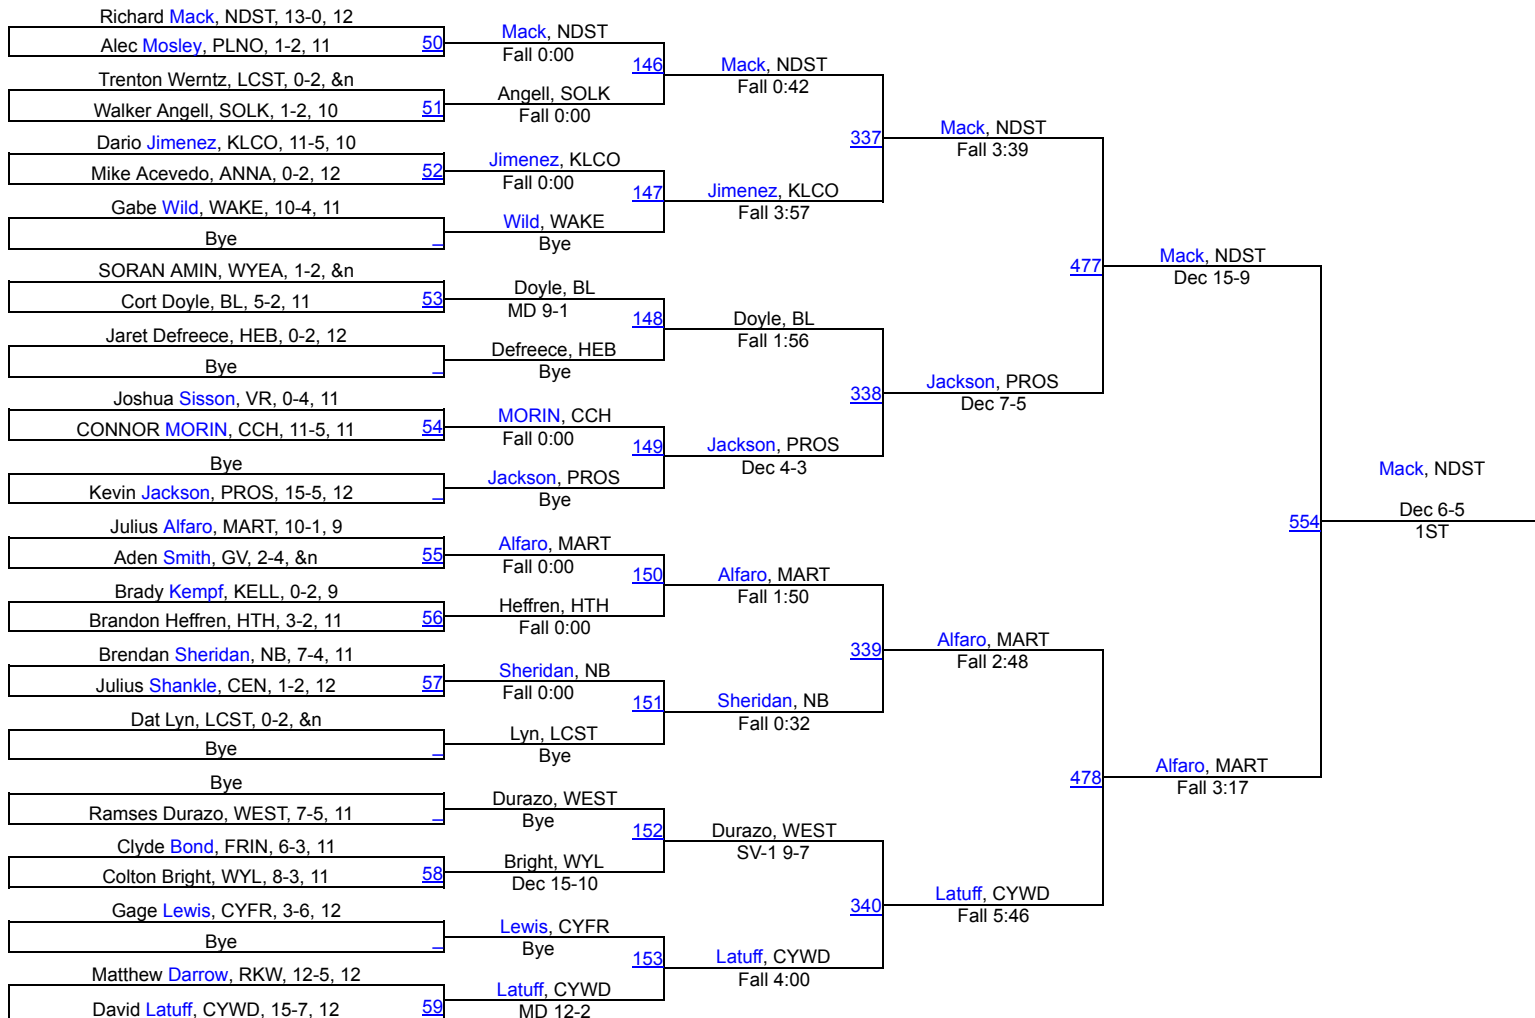 Richard Mack, NDST, 13-0, 12
Alec Mosley, PLNO, 1-2, 11
50
Trenton Werntz, LCST, 0-2, &n
Walker Angell, SOLK, 1-2, 10
51
Dario Jimenez, KLCO, 11-5, 10
Mike Acevedo, ANNA, 0-2, 12
52
Gabe Wild, WAKE, 10-4, 11
Bye
SORAN AMIN, WYEA, 1-2, &n
Cort Doyle, BL, 5-2, 11
53
Jaret Defreece, HEB, 0-2, 12
Bye
Joshua Sisson, VR, 0-4, 11
CONNOR MORIN, CCH, 11-5, 11
54
Bye
Kevin Jackson, PROS, 15-5, 12
Julius Alfaro, MART, 10-1, 9
Aden Smith, GV, 2-4, &n
55
Brady Kempf, KELL, 0-2, 9
Brandon Heffren, HTH, 3-2, 11
56
Brendan Sheridan, NB, 7-4, 11
Julius Shankle, CEN, 1-2, 12
57
Dat Lyn, LCST, 0-2, &n
Bye
Bye
Ramses Durazo, WEST, 7-5, 11
Clyde Bond, FRIN, 6-3, 11
Colton Bright, WYL, 8-3, 11
58
Gage Lewis, CYFR, 3-6, 12
Bye
Matthew Darrow, RKW, 12-5, 12
David Latuff, CYWD, 15-7, 12
59
Mack, NDST
Fall 0:00
146
Angell, SOLK
Fall 0:00
Jimenez, KLCO
Fall 0:00
147
Wild, WAKE
Bye
Doyle, BL
MD 9-1
148
Defreece, HEB
Bye
MORIN, CCH
Fall 0:00
149
Jackson, PROS
Bye
Alfaro, MART
Fall 0:00
150
Heffren, HTH
Fall 0:00
Sheridan, NB
Fall 0:00
151
Lyn, LCST
Bye
Durazo, WEST
Bye
152
Bright, WYL
Dec 15-10
Lewis, CYFR
Bye
153
Latuff, CYWD
MD 12-2
Mack, NDST
Fall 0:42
337
Jimenez, KLCO
Fall 3:57
Doyle, BL
Fall 1:56
338
Jackson, PROS
Dec 4-3
Alfaro, MART
Fall 1:50
339
Sheridan, NB
Fall 0:32
Durazo, WEST
SV-1 9-7
340
Latuff, CYWD
Fall 4:00
Mack, NDST
Fall 3:39
477
Jackson, PROS
Dec 7-5
Alfaro, MART
Fall 2:48
478
Latuff, CYWD
Fall 5:46
Mack, NDST
Dec 15-9
554
Alfaro, MART
Fall 3:17
Mack, NDST
Dec 6-5
1ST